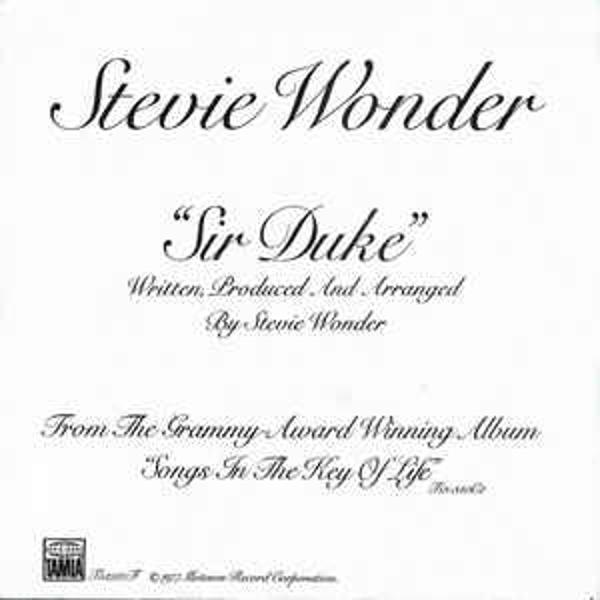 Stevie Wonder
“Sir Duke”
Written, Produced And Arranged
By Stevie Wonder
From The Grammy-Award Winning Album
“Songs In The Key Of Life”
TAMLA
© 1977 Motown Record Corporation.